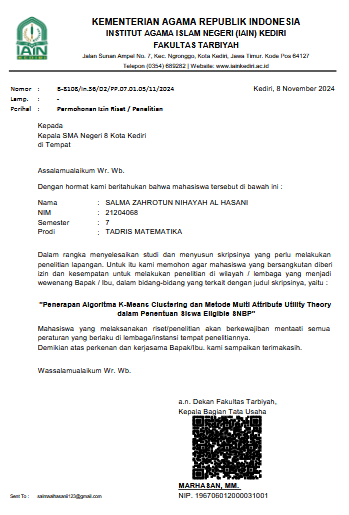 KEMENTERIAN AGAMA REPUBLIK INDONESIA
INSTITUT AGAMA ISLAM NEGERI (IAIN) KEDIRI
FAKULTAS TARBIYAH
Jalan Sunan Ampel No. 7, Kec. Ngronggo, Kota Kediri, Jawa Timur. Kode Pos 64127
Telepon (0354) 689282 | Website: www.iainkediri.ac.id
IAIN
KEDIRI
Nomor : B-5108/In.36/D2/PP.07.01.05/11/2024 Kediri, 8 November 2024
Lamp. : -
Perihal : Permohonan Izin Riset / Penelitian
Kepada
Kepala SMA Negeri 8 Kota Kediri
di Tempat
Assalamualaikum Wr. Wb.
Dengan hormat kami beritahukan bahwa mahasiswa tersebut di bawah ini :
Nama : SALMA ZAHROTUN NIHAYAH AL HASANI
NIM : 21204068
Semester : 7
Prodi : TADRIS MATEMATIKA
Dalam rangka menyelesaikan studi dan menyusun skripsinya yang perlu melakukan
penelitian lapangan. Untuk itu kami memohon agar mahasiswa yang bersangkutan diberi
izin dan kesempatan untuk melakukan penelitian di wilayah / lembaga yang menjadi
wewenang Bapak / Ibu, dalam bidang-bidang yang terkait dengan judul skripsinya, yaitu :
"Penerapan Algoritma K-Means Clustering dan Metode Multi Attribute Utility Theory
dalam Penentuan Siswa Eligible SNBP"
Mahasiswa yang melaksanakan riset/penelitian akan berkewajiban mentaati semua
peraturan yang berlaku di lembaga/instansi tempat penelitiannya. .
Demikian atas perkenan dan kerjasama Bapak/Ibu. kami sampaikan terimakasih.
Wassalamualaikum Wr. Wb.
a.n. Dekan Fakultas Tarbiyah,
Kepala Bagian Tata Usaha
MARHASAN, MM.
NIP. 196706012000031001
Sent To :